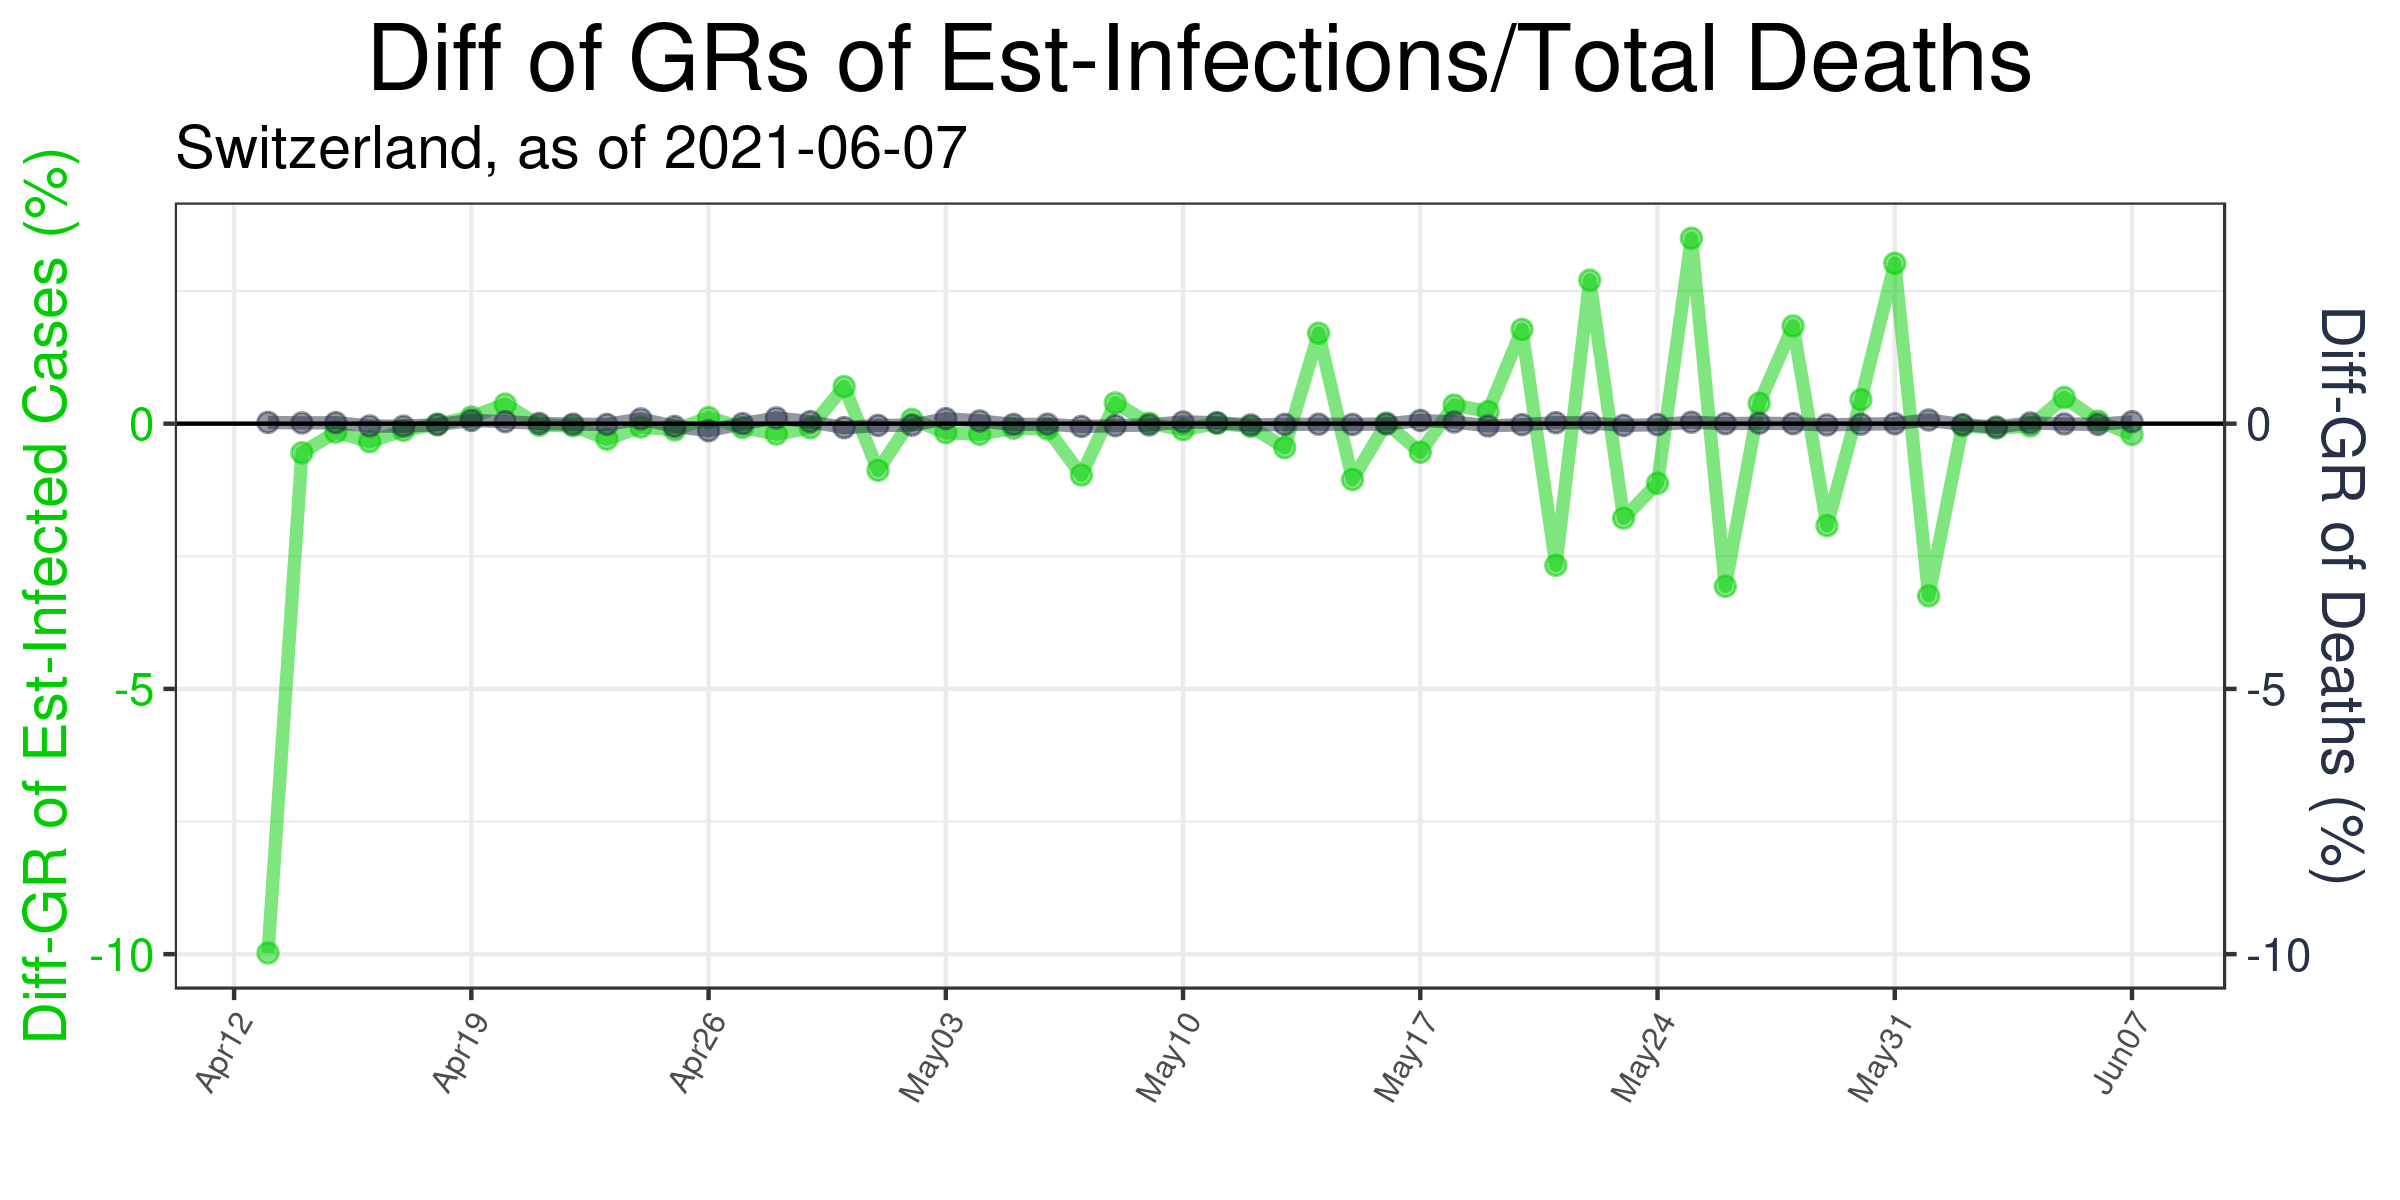 Diff of GRs of Est-Infections/Total Deaths
Switzerland, as of 2021-06-07
Diff-GR of Est-Infected Cases (%)
0
-5
-10
0
-5
-10
Diff-GR of Deaths (%)
Apr12
Apr19
Apr26
May03
May10
May17
May24
May31
Jun07